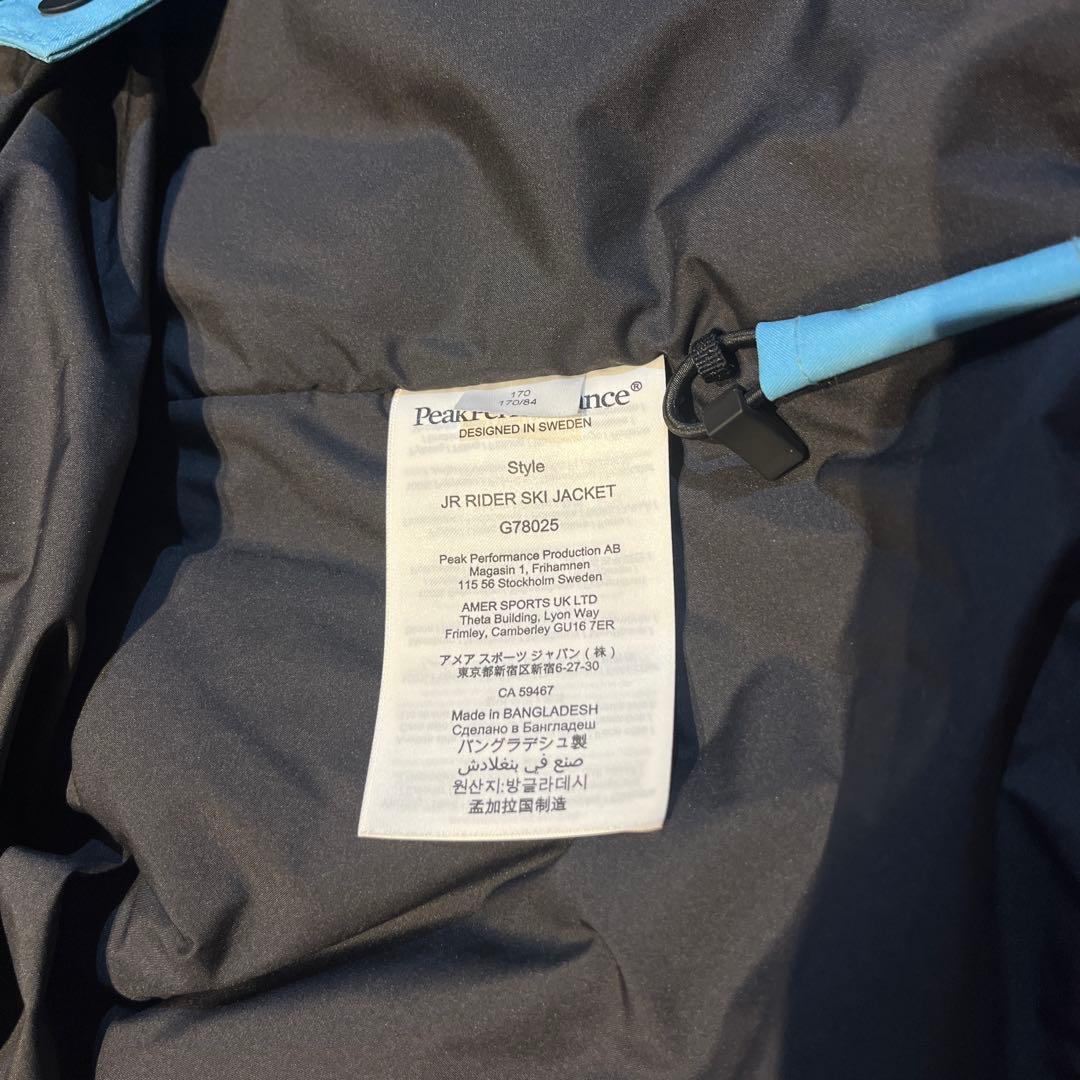 170
170/84
Peak
nce®
DESIGNED IN SWEDEN
Style
JR RIDER SKI JACKET
G78025
Peak Performance Production AB
Magasin 1, Frihamnen
115 56 Stockholm Sweden
AMER SPORTS UK LTD
Theta Building, Lyon Way
Frimley, Camberley GU16 7ER
アメア スポーツ ジャパン(株)
東京都新宿区新宿6-27-30
CA 59467
Made in BANGLADESH
Сделано в Бангладеш
バングラデシュ製
صنع في بنغلادش
원산지:방글라데시
孟加拉国制造